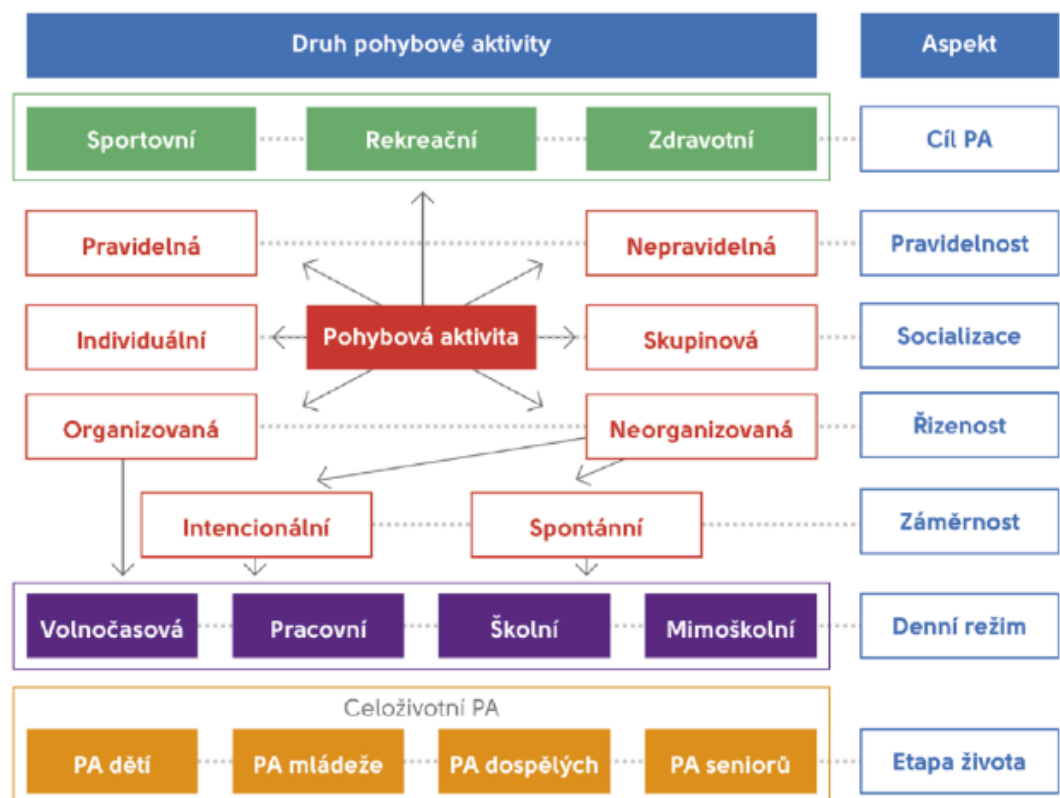 Druh pohybové aktivity
Aspekt
Sportovní
Rekreační
Zdravotní
Cíl PA
Pravidelná
Nepravidelná
Pravidelnost
Individuální
Pohybová aktivita
Skupinová
Socializace
Organizovaná
Neorganizovaná
Řizenost
Intencionální
Spontánní
Záměrnost
Volnočasová
Pracovní
Školní
Mimoškolní
Denní režim
Celoživotní PA
PA dětí
PA mládeže
PA dospělých
PA seniorů
Etapa života